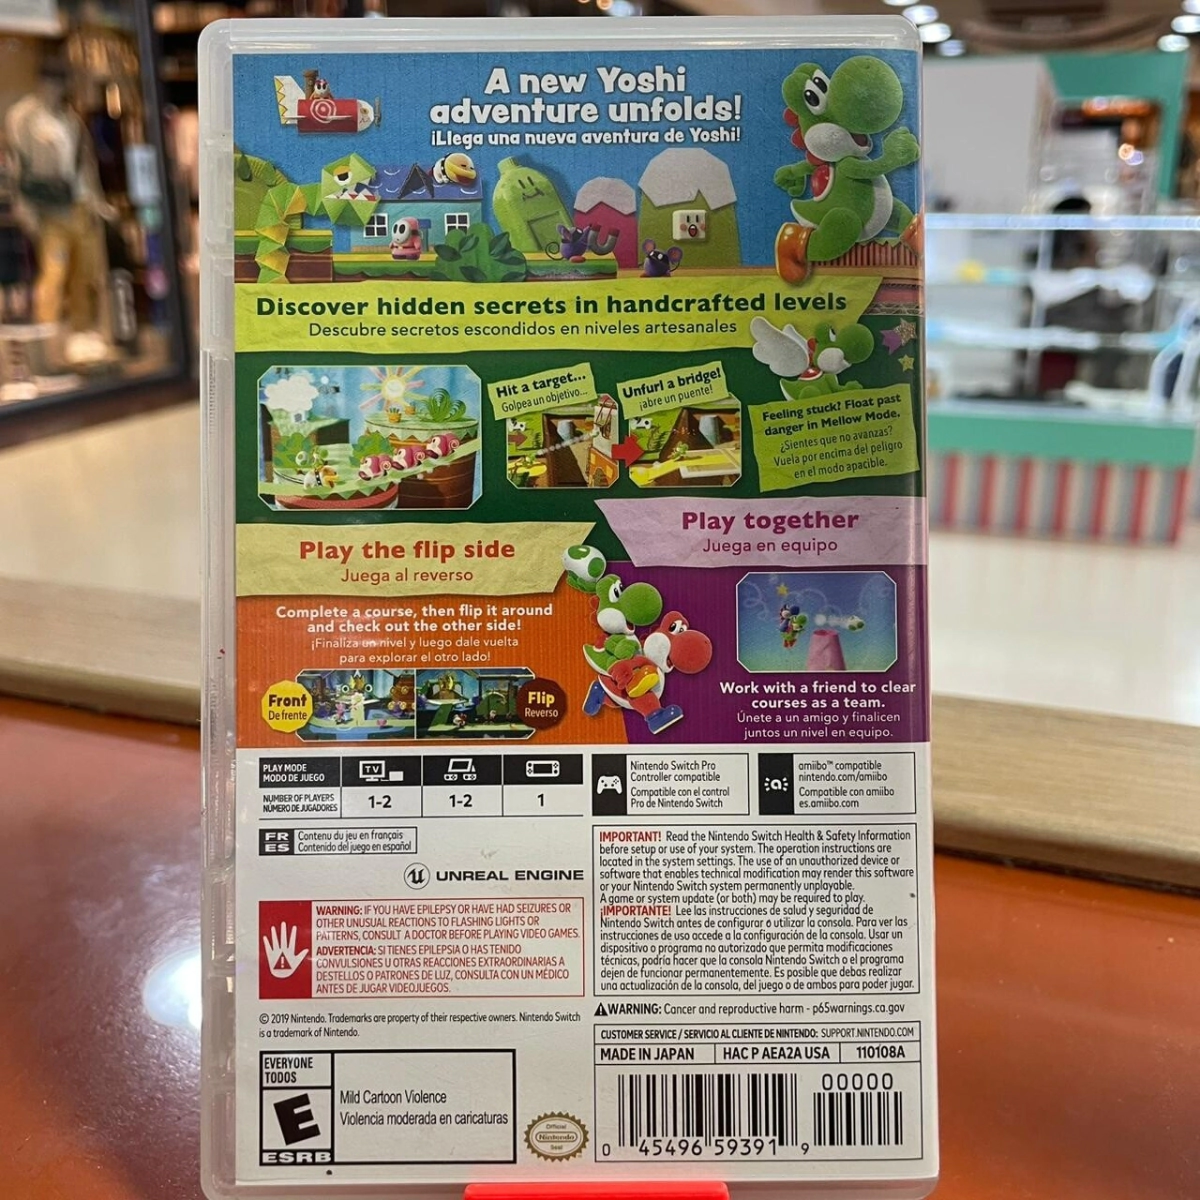 A new Yoshi
adventure unfolds!
¡Llega una nueva aventura de Yoshi!
Discover hidden secrets in handcrafted levels
Descubre secretos escondidos en niveles artesanales
Hit a target...
Golpea un objetivo...
Unfurl a bridge!
¡abre un puente!
Feeling stuck? Float past
danger in Mellow Mode.
¿Sientes que no avanzas?
Vuela por encima del peligro
en el modo apacible.
Play the flip side
Juega al reverso
Complete a course, then flip it around
and check out the other side!
¡Finaliza un nivel y luego dale vuelta
para explorar el otro lado!
Front
De frente
Flip
Reverso
Play together
Juega en equipo
Work with a friend to clear
courses as a team.
Únete a un amigo y finalicen
juntos un nivel en equipo.
PLAY MODE
MODO DE JUEGO
TV
NUMBER OF PLAYERS
NÚMERO DE JUGADORES
1-2
1-2
1
Nintendo Switch Pro
Controller compatible
Compatible con el control
Pro de Nintendo Switch
amiibo™ compatible
nintendo.com/amiibo
Compatible con amiibo
es.amiibo.com
FR
ES
Contenu du jeu en français
Contenido del juego en español
UNREAL ENGINE
WARNING: IF YOU HAVE EPILEPSY OR HAVE HAD SEIZURES OR
OTHER UNUSUAL REACTIONS TO FLASHING LIGHTS OR
PATTERNS, CONSULT A DOCTOR BEFORE PLAYING VIDEO GAMES.
ADVERTENCIA: SI TIENES EPILEPSIA O HAS TENIDO
CONVULSIONES U OTRAS REACCIONES EXTRAORDINARIAS A
DESTELLOS O PATRONES DE LUZ, CONSULTA CON UN MÉDICO
ANTES DE JUGAR VIDEOJUEGOS.
© 2019 Nintendo. Trademarks are property of their respective owners. Nintendo Switch
is a trademark of Nintendo.
EVERYONE
TODOS
E
ESRB
Mild Cartoon Violence
Violencia moderada en caricaturas
Official
Nintendo
Seal
IMPORTANT! Read the Nintendo Switch Health & Safety Information
before setup or use of your system. The operation instructions are
located in the system settings. The use of an unauthorized device or
software that enables technical modification may render this software
or your Nintendo Switch system permanently unplayable.
A game or system update (or both) may be required to play.
¡IMPORTANTE! Lee las instrucciones de salud y seguridad de
Nintendo Switch antes de configurar o utilizar la consola. Para ver las
instrucciones de uso accede a la configuración de la consola. Usar un
dispositivo o programa no autorizado que permita modificaciones
técnicas, podría hacer que la consola Nintendo Switch o el programa
dejen de funcionar permanentemente. Es posible que debas realizar
una actualización de la consola, del juego o de ambos para poder jugar.
WARNING: Cancer and reproductive harm - p65warnings.ca.gov
CUSTOMER SERVICE / SERVICIO AL CLIENTE DE NINTENDO: SUPPORT.NINTENDO.COM
MADE IN JAPAN HAC P AEA2A USA 110108A
00000
0 45496 59391 9